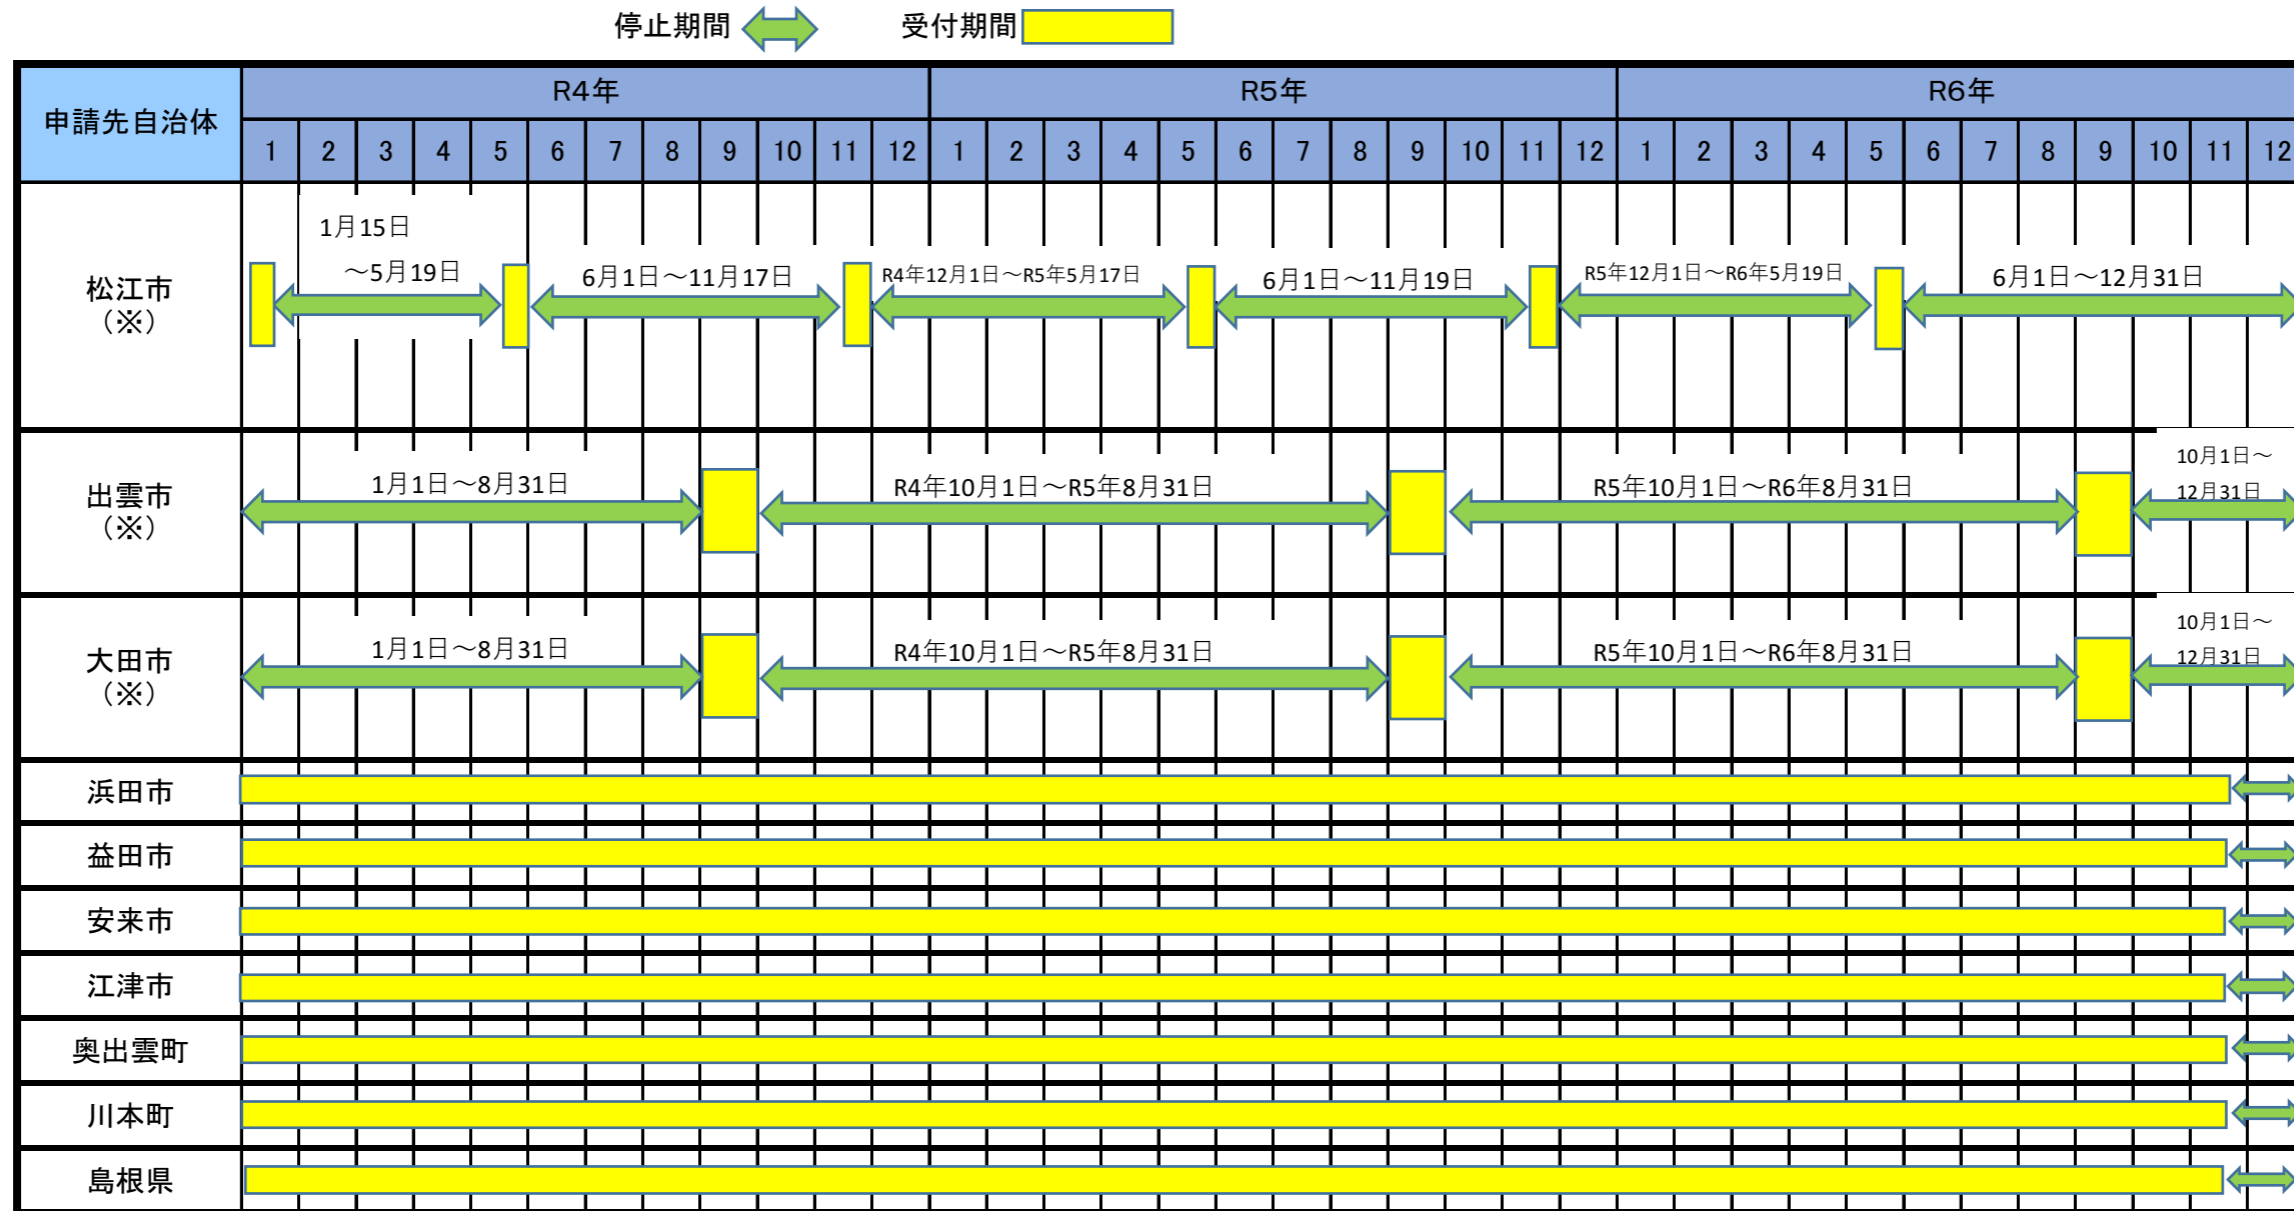 停止期間 受付期間
申請先自治体 R4年 R5年 R6年
1 2 3 4 5 6 7 8 9 10 11 12 1 2 3 4 5 6 7 8 9 10 11 12 1 2 3 4 5 6 7 8 9 10 11 12
松江市
（※）
1月15日
～5月19日
6月1日～11月17日
R4年12月1日～R5年5月17日
6月1日～11月19日
R5年12月1日～R6年5月19日
6月1日～12月31日
出雲市
（※）
1月1日～8月31日
R4年10月1日～R5年8月31日
R5年10月1日～R6年8月31日
10月1日～
12月31日
大田市
（※）
1月1日～8月31日
R4年10月1日～R5年8月31日
R5年10月1日～R6年8月31日
10月1日～
12月31日
浜田市
益田市
安来市
江津市
奥出雲町
川本町
島根県